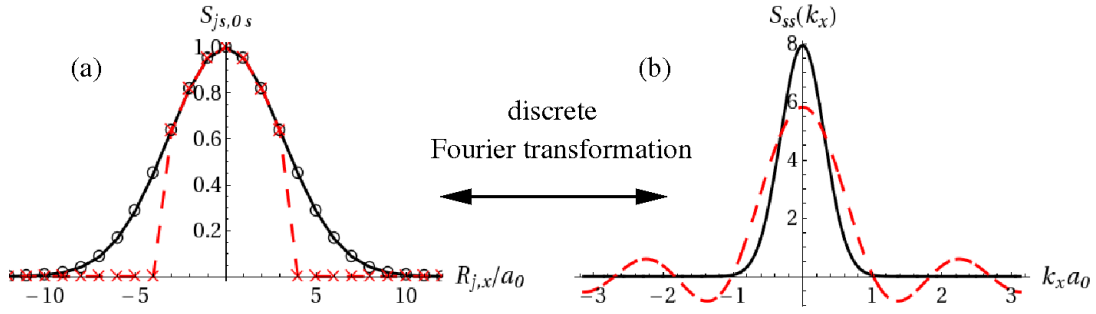 S_{js,0 s}
(a)
1.0
0.8
0.6
0.4
0.2
−10 −5 5 10
R_{j,x}/a_0
discrete
Fourier transformation
S_{ss}(k_x)
(b)
8
6
4
2
−3 −2 −1 1 2 3
k_x a_0